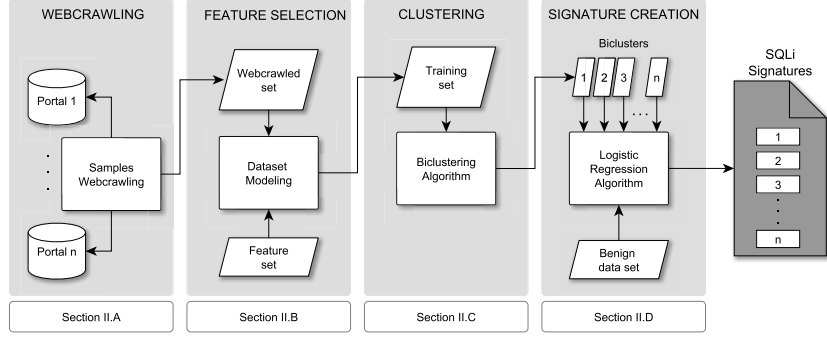 WEBCRAWLING
Portal 1
Samples
Webcrawling
Portal n
Section II.A
FEATURE SELECTION
Webcrawled
set
Dataset
Modeling
Feature
set
Section II.B
CLUSTERING
Training
set
Biclustering
Algorithm
Section II.C
SIGNATURE CREATION
Biclusters
1 2 3 n
...
Logistic
Regression
Algorithm
Benign
data set
Section II.D
SQLi
Signatures
1
2
3
n